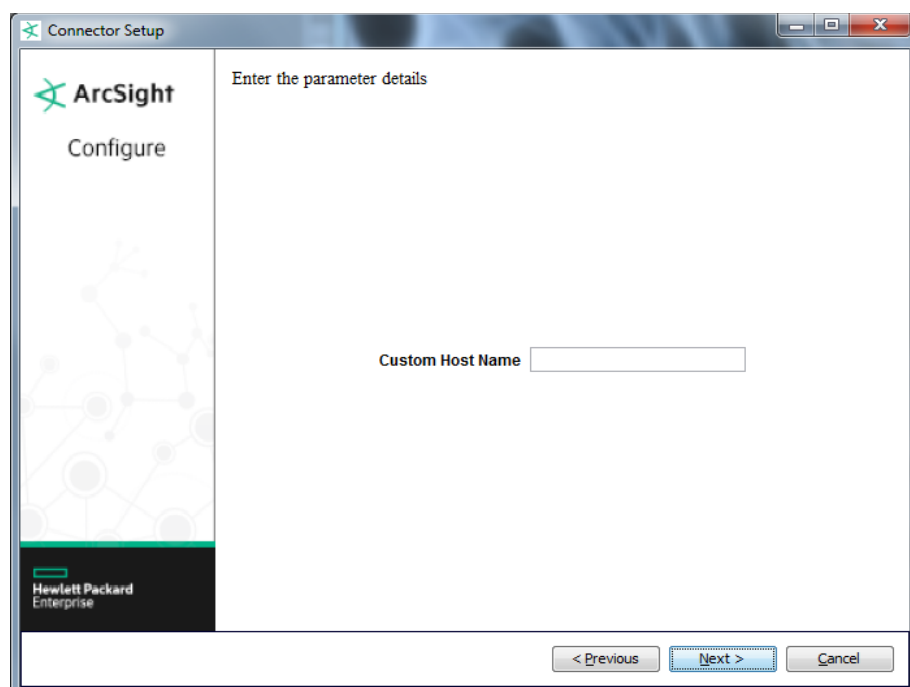 Connector Setup
ArcSight
Configure
Enter the parameter details
Custom Host Name
Hewlett Packard
Enterprise
< Previous
Next >
Cancel